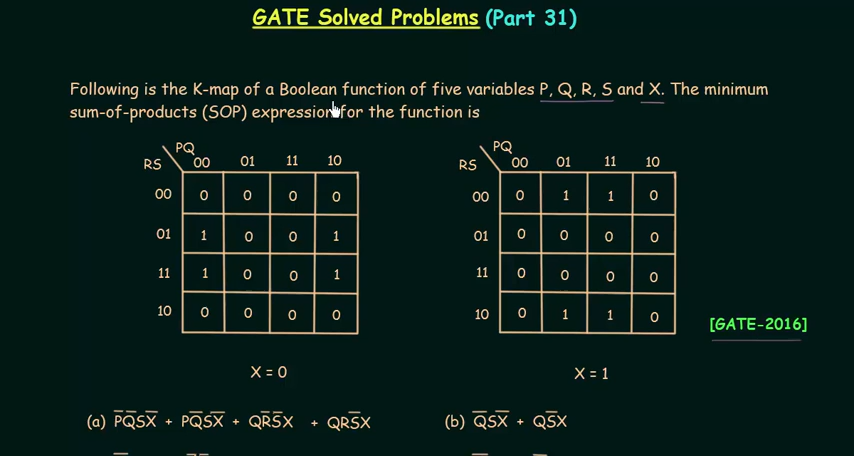 GATE Solved Problems (Part 31)
Following is the K-map of a Boolean function of five variables P, Q, R, S and X. The minimum
sum-of-products (SOP) expression for the function is
PQ
RS 00 01 11 10
00 0 0 0 0
01 1 0 0 1
11 1 0 0 1
10 0 0 0 0
X = 0
PQ
RS 00 01 11 10
00 0 1 1 0
01 0 0 0 0
11 0 0 0 0
10 0 1 1 0
X = 1
[GATE-2016]
(a) P̅Q̅SX̅ + PQ̅SX̅ + QR̅S̅X + QRS̅X
(b) Q̅SX̅ + QS̅X